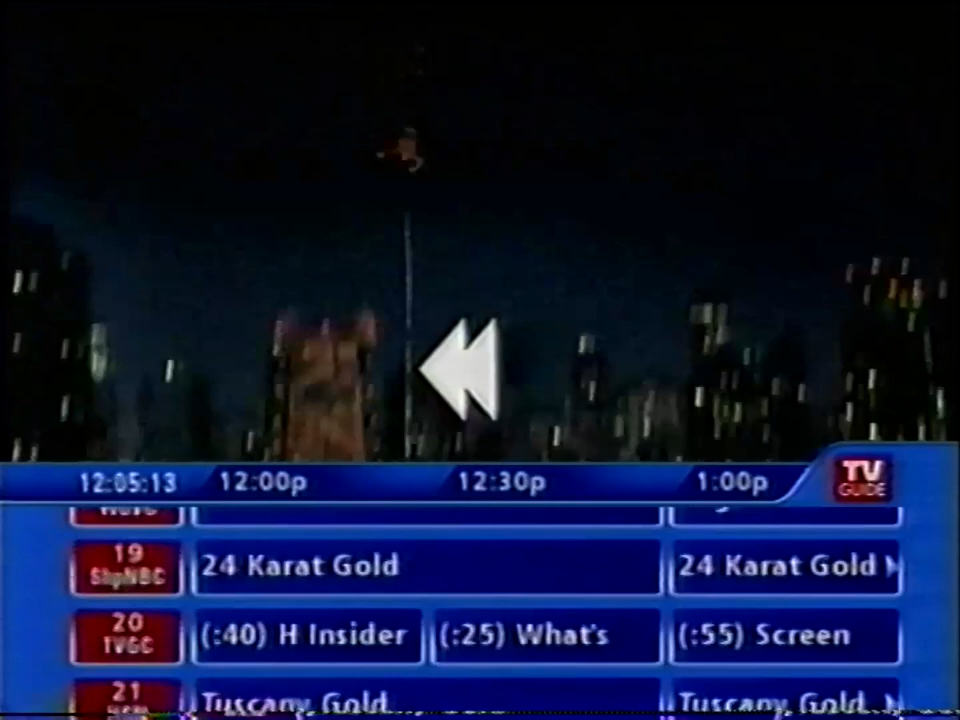 12:05:13 12:00p 12:30p 1:00p TV GUIDE
19 ShpNBC 24 Karat Gold 24 Karat Gold
20 TVGC (:40) H Insider (:25) What's (:55) Screen
21 Tuscany Gold Tuscany Gold